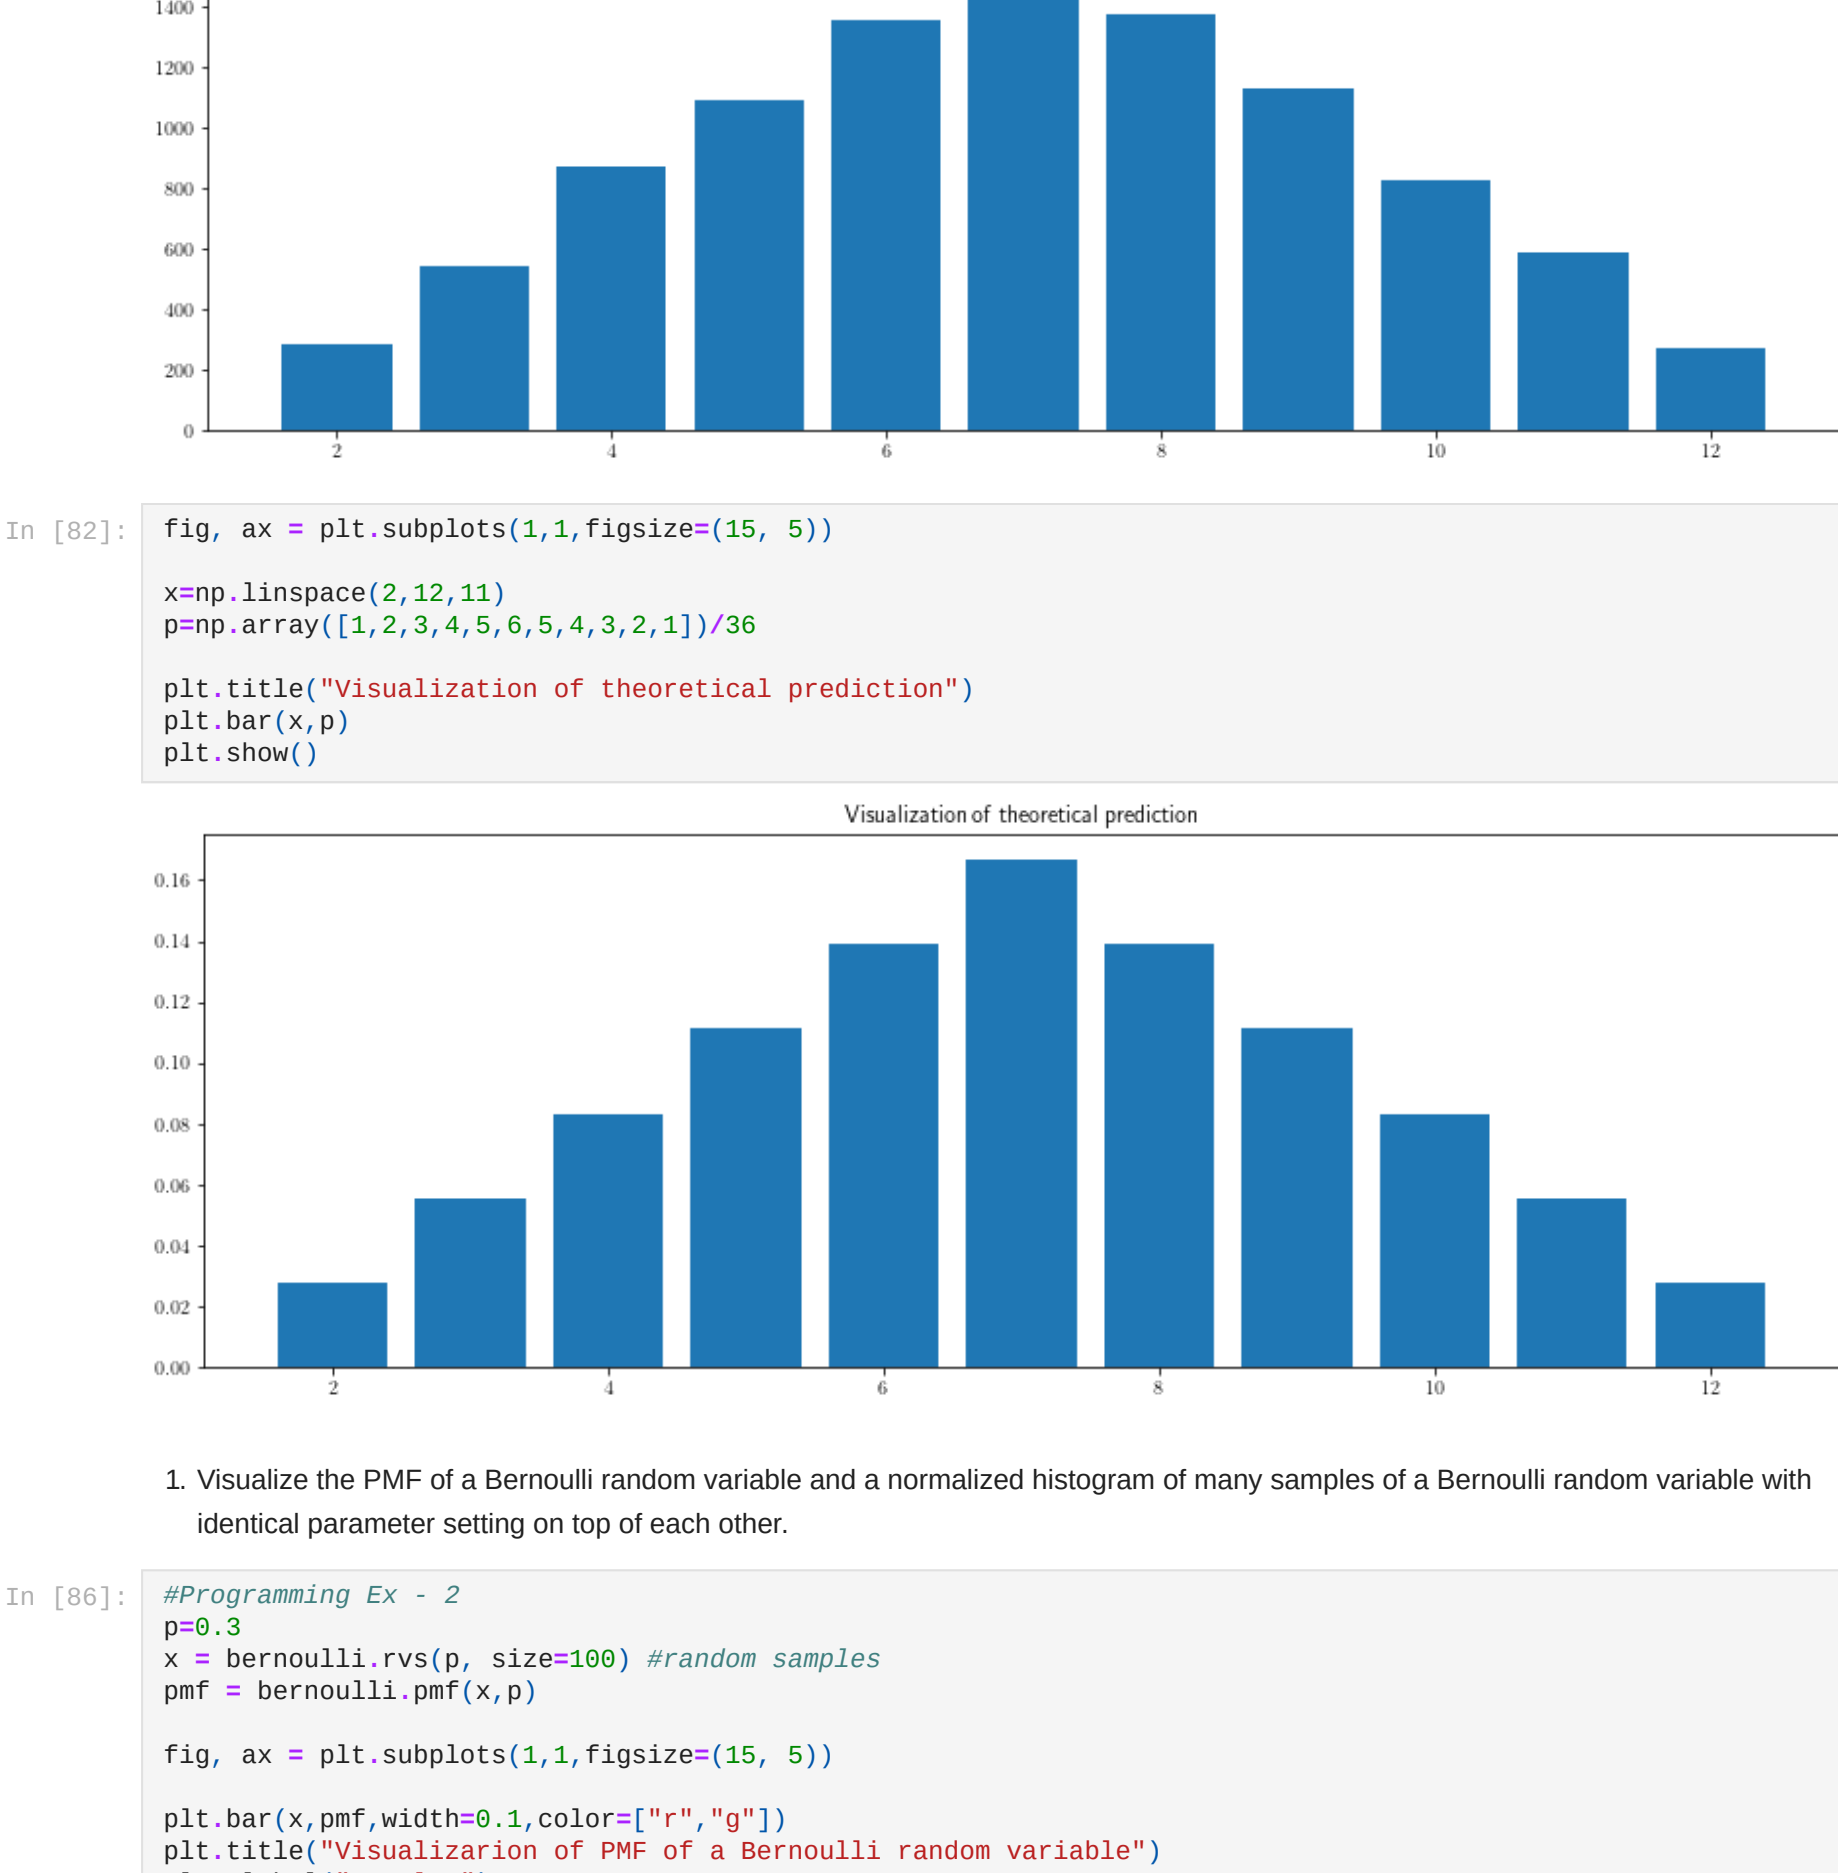 1400
1200
1000
800
600
400
200
0
2 4 6 8 10 12
In [82]:
fig, ax = plt.subplots(1,1,figsize=(15, 5))
x=np.linspace(2,12,11)
p=np.array([1,2,3,4,5,6,5,4,3,2,1])/36
plt.title("Visualization of theoretical prediction")
plt.bar(x,p)
plt.show()
Visualization of theoretical prediction
0.16
0.14
0.12
0.10
0.08
0.06
0.04
0.02
0.00
2 4 6 8 10 12
1. Visualize the PMF of a Bernoulli random variable and a normalized histogram of many samples of a Bernoulli random variable with
identical parameter setting on top of each other.
In [86]:
#Programming Ex - 2
p=0.3
x = bernoulli.rvs(p, size=100) #random samples
pmf = bernoulli.pmf(x,p)
fig, ax = plt.subplots(1,1,figsize=(15, 5))
plt.bar(x,pmf,width=0.1,color=["r","g"])
plt.title("Visualizarion of PMF of a Bernoulli random variable")